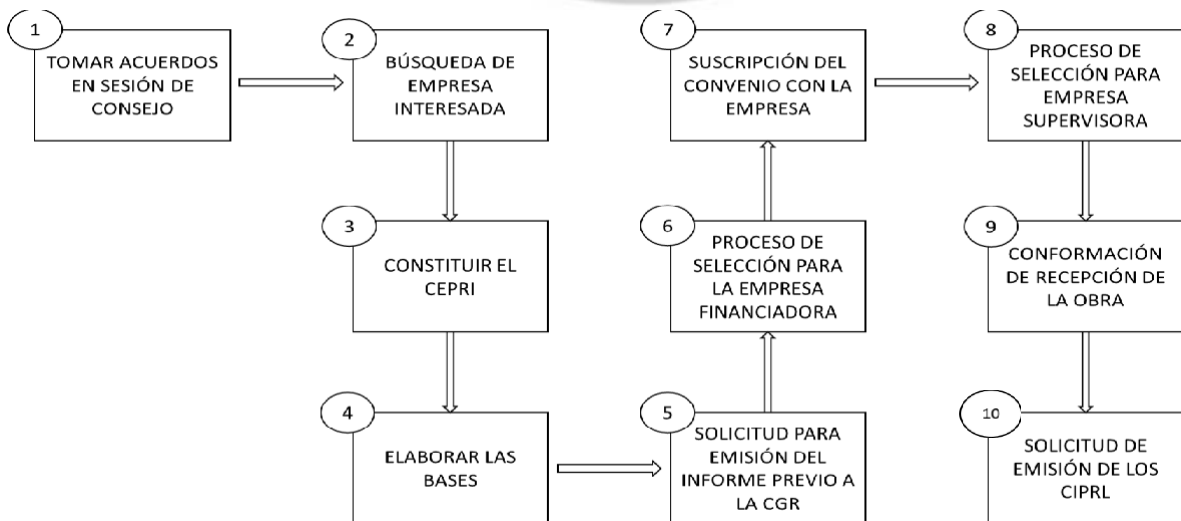 1
TOMAR ACUERDOS
EN SESIÓN DE
CONSEJO
2
BÚSQUEDA DE
EMPRESA
INTERESADA
3
CONSTITUIR EL
CEPRI
4
ELABORAR LAS
BASES
5
SOLICITUD PARA
EMISIÓN DEL
INFORME PREVIO A
LA CGR
6
PROCESO DE
SELECCIÓN PARA
LA EMPRESA
FINANCIADORA
7
SUSCRIPCIÓN DEL
CONVENIO CON LA
EMPRESA
8
PROCESO DE
SELECCIÓN PARA
EMPRESA
SUPERVISORA
9
CONFORMACIÓN
DE RECEPCIÓN DE
LA OBRA
10
SOLICITUD DE
EMISIÓN DE LOS
CIPRL